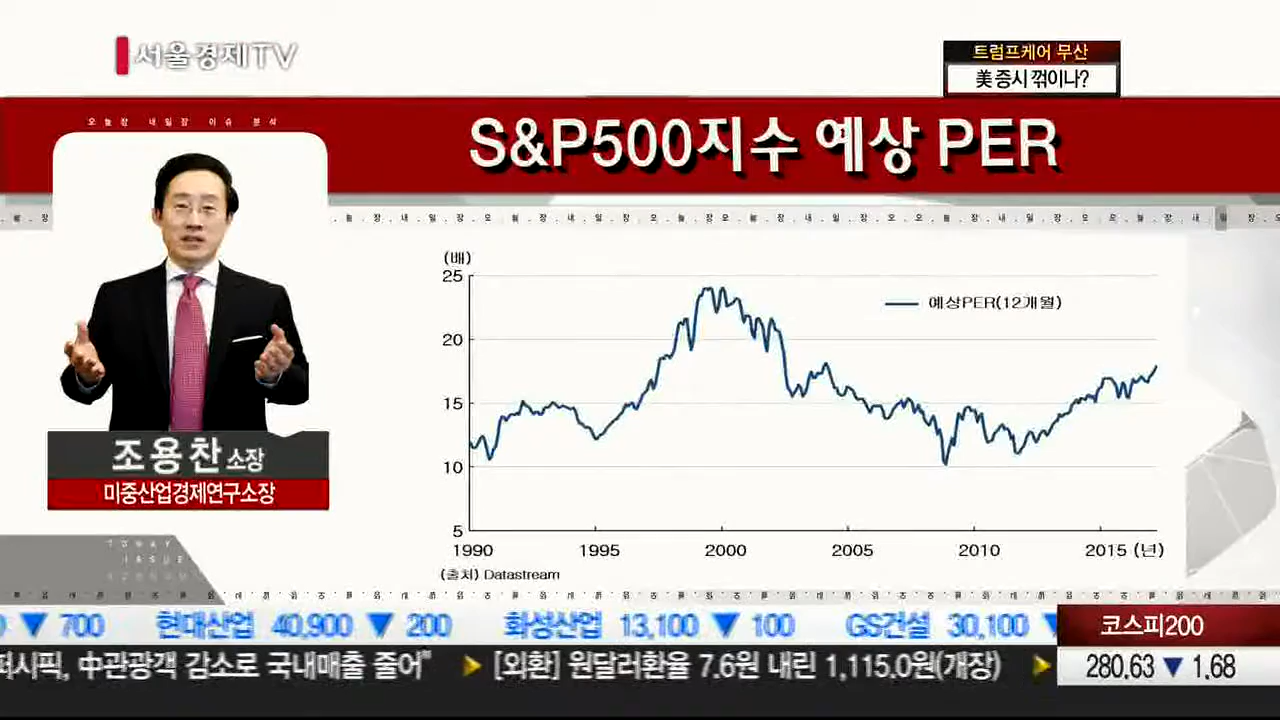 서울경제TV
트럼프케어 무산
美 증시 꺾이나?
오늘장 내일장 이슈 분석
S&P500지수 예상 PER
(배)
25
20
15
10
5
예상PER(12개월)
1990 1995 2000 2005 2010 2015 (년)
(출처) Datastream
조용찬 소장
미중산업경제연구소장
TODAY
ISSUE
▼ 700 현대산업 40,900 ▼ 200 화성산업 13,100 ▼ 100 GS건설 30,100 ▼
코스피200
280.63 ▼ 1.68
퍼시픽, 中관광객 감소로 국내매출 줄어" ▶ [외환] 원달러환율 7.6원 내린 1,115.0원(개장) ▶